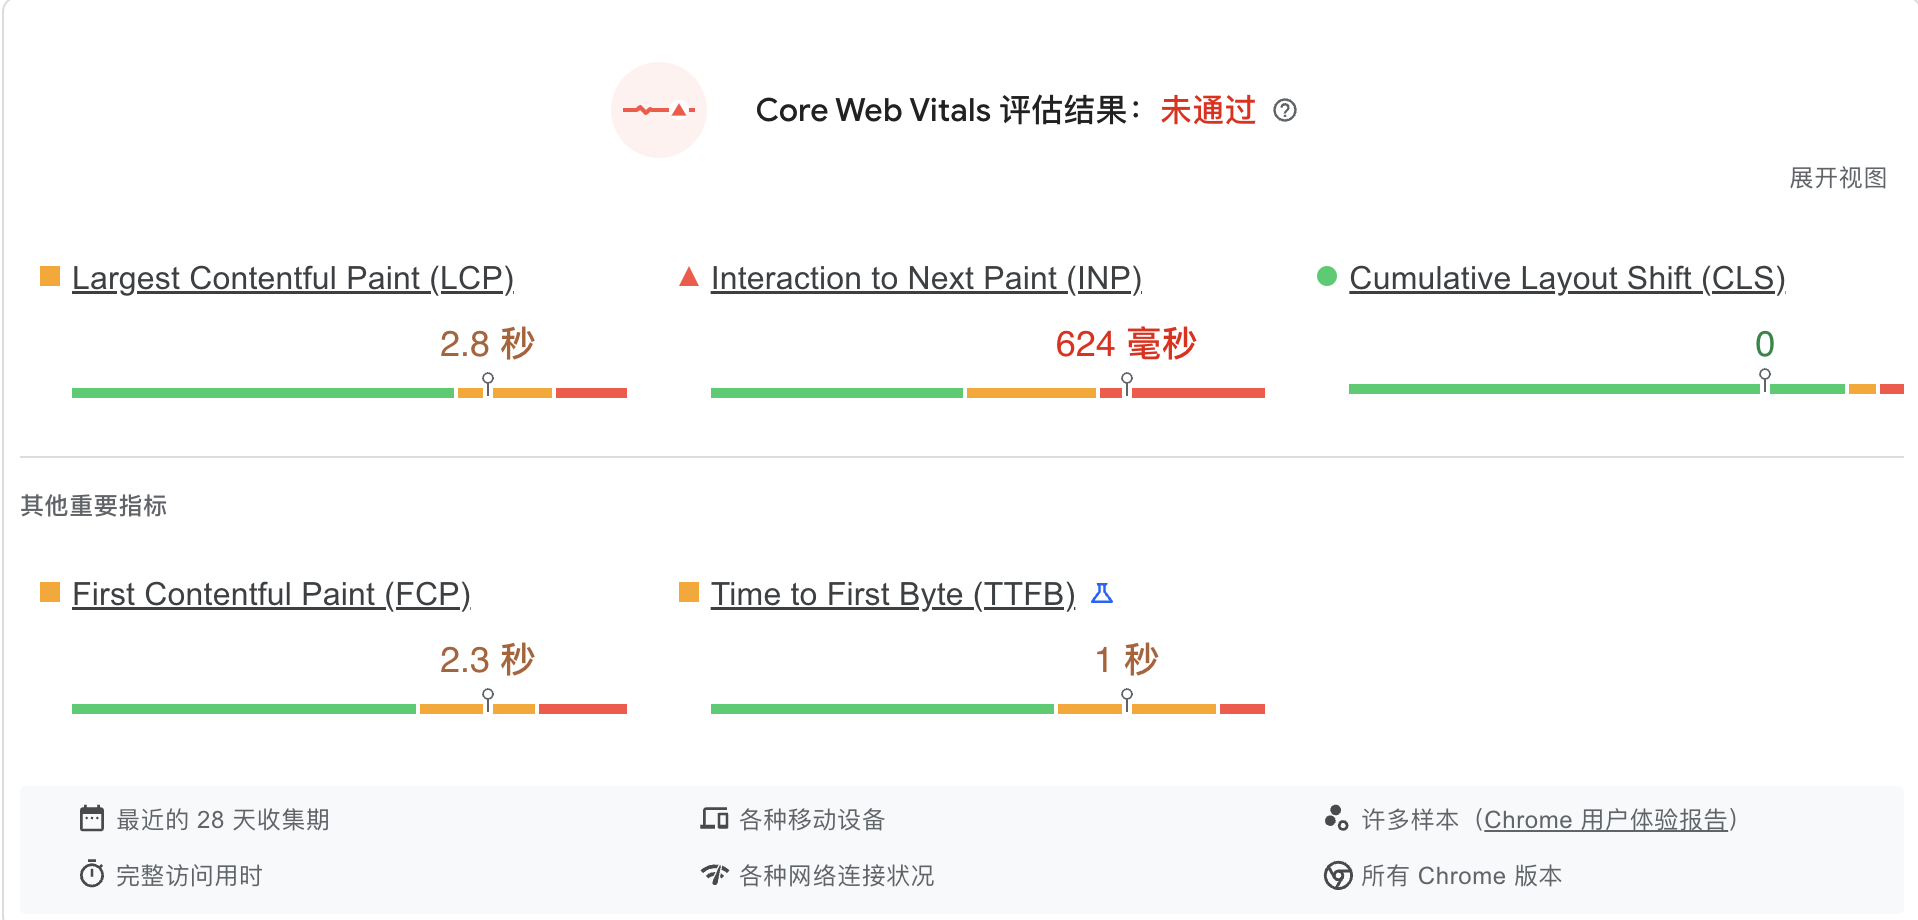 Core Web Vitals 评估结果：未通过
展开视图
Largest Contentful Paint (LCP)
2.8 秒
Interaction to Next Paint (INP)
624 毫秒
Cumulative Layout Shift (CLS)
0
其他重要指标
First Contentful Paint (FCP)
2.3 秒
Time to First Byte (TTFB)
1 秒
最近的 28 天收集期
各种移动设备
许多样本（Chrome 用户体验报告）
完整访问用时
各种网络连接状况
所有 Chrome 版本